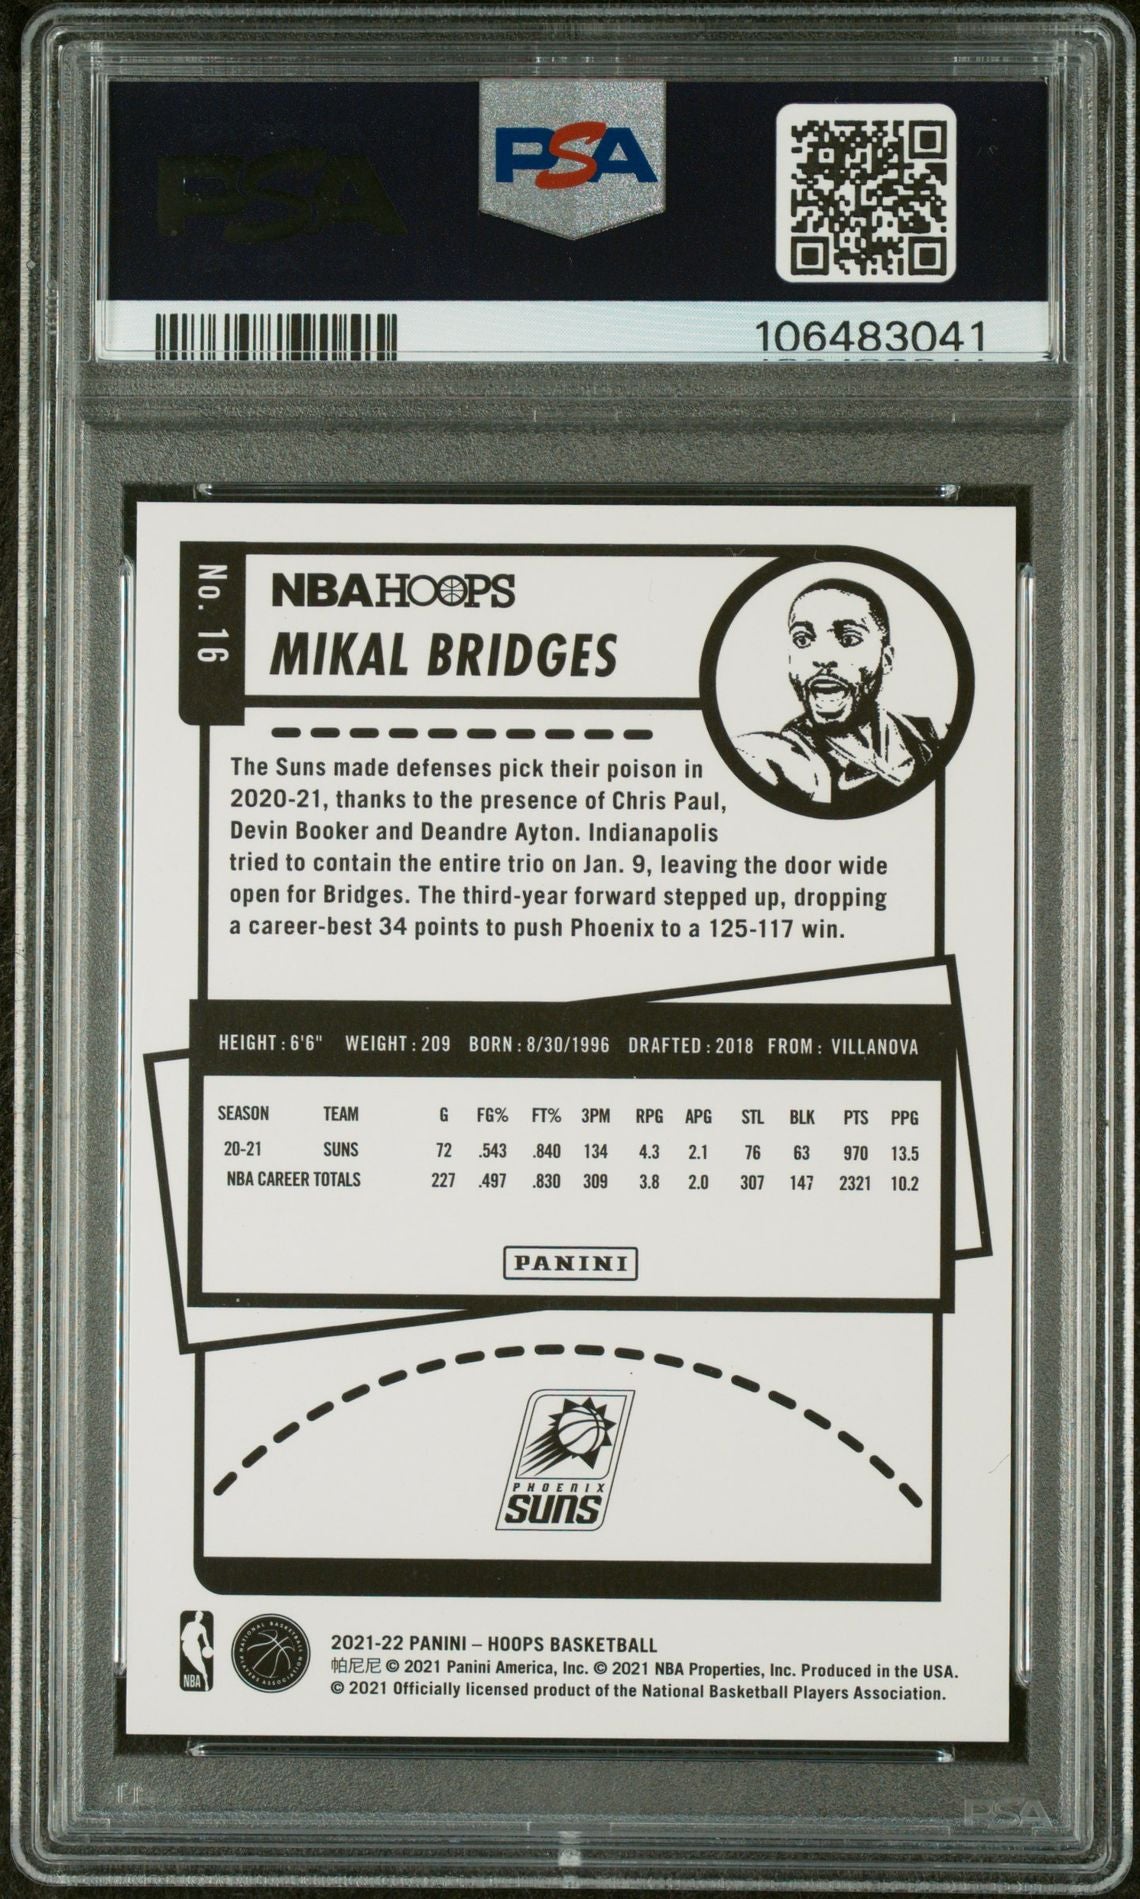 PSA
PSA
106483041
No. 16
NBA HOOPS
MIKAL BRIDGES
The Suns made defenses pick their poison in
2020-21, thanks to the presence of Chris Paul,
Devin Booker and Deandre Ayton. Indianapolis
tried to contain the entire trio on Jan. 9, leaving the door wide
open for Bridges. The third-year forward stepped up, dropping
a career-best 34 points to push Phoenix to a 125-117 win.
HEIGHT : 6'6" WEIGHT : 209 BORN : 8/30/1996 DRAFTED : 2018 FROM : VILLANOVA
SEASON TEAM G FG% FT% 3PM RPG APG STL BLK PTS PPG
20-21 SUNS 72 .543 .840 134 4.3 2.1 76 63 970 13.5
NBA CAREER TOTALS 227 .497 .830 309 3.8 2.0 307 147 2321 10.2
PANINI
PHOENIX
SUNS
NBA
NATIONAL BASKETBALL PLAYERS ASSOCIATION
2021-22 PANINI – HOOPS BASKETBALL
帕尼尼 © 2021 Panini America, Inc. © 2021 NBA Properties, Inc. Produced in the USA.
© 2021 Officially licensed product of the National Basketball Players Association.
PSA